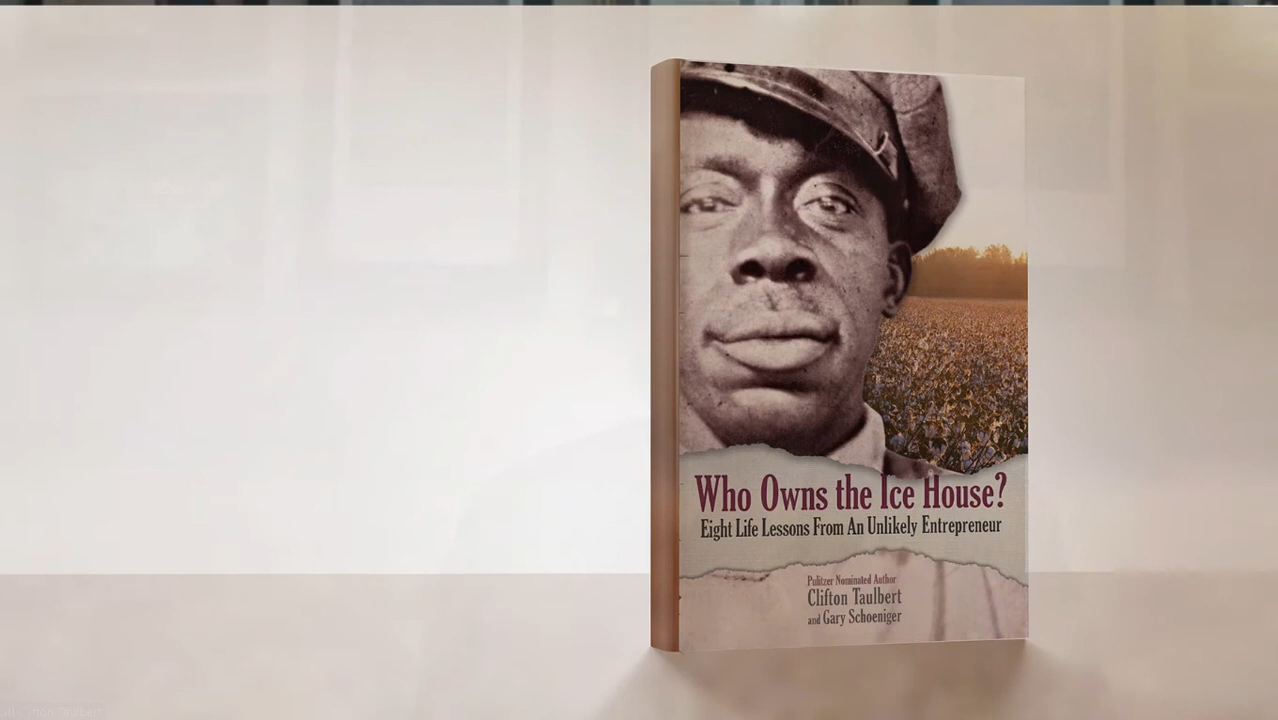 Who Owns the Ice House?
Eight Life Lessons From An Unlikely Entrepreneur
Pulitzer Nominated Author
Clifton Taulbert
and Gary Schoeniger
Taulbert